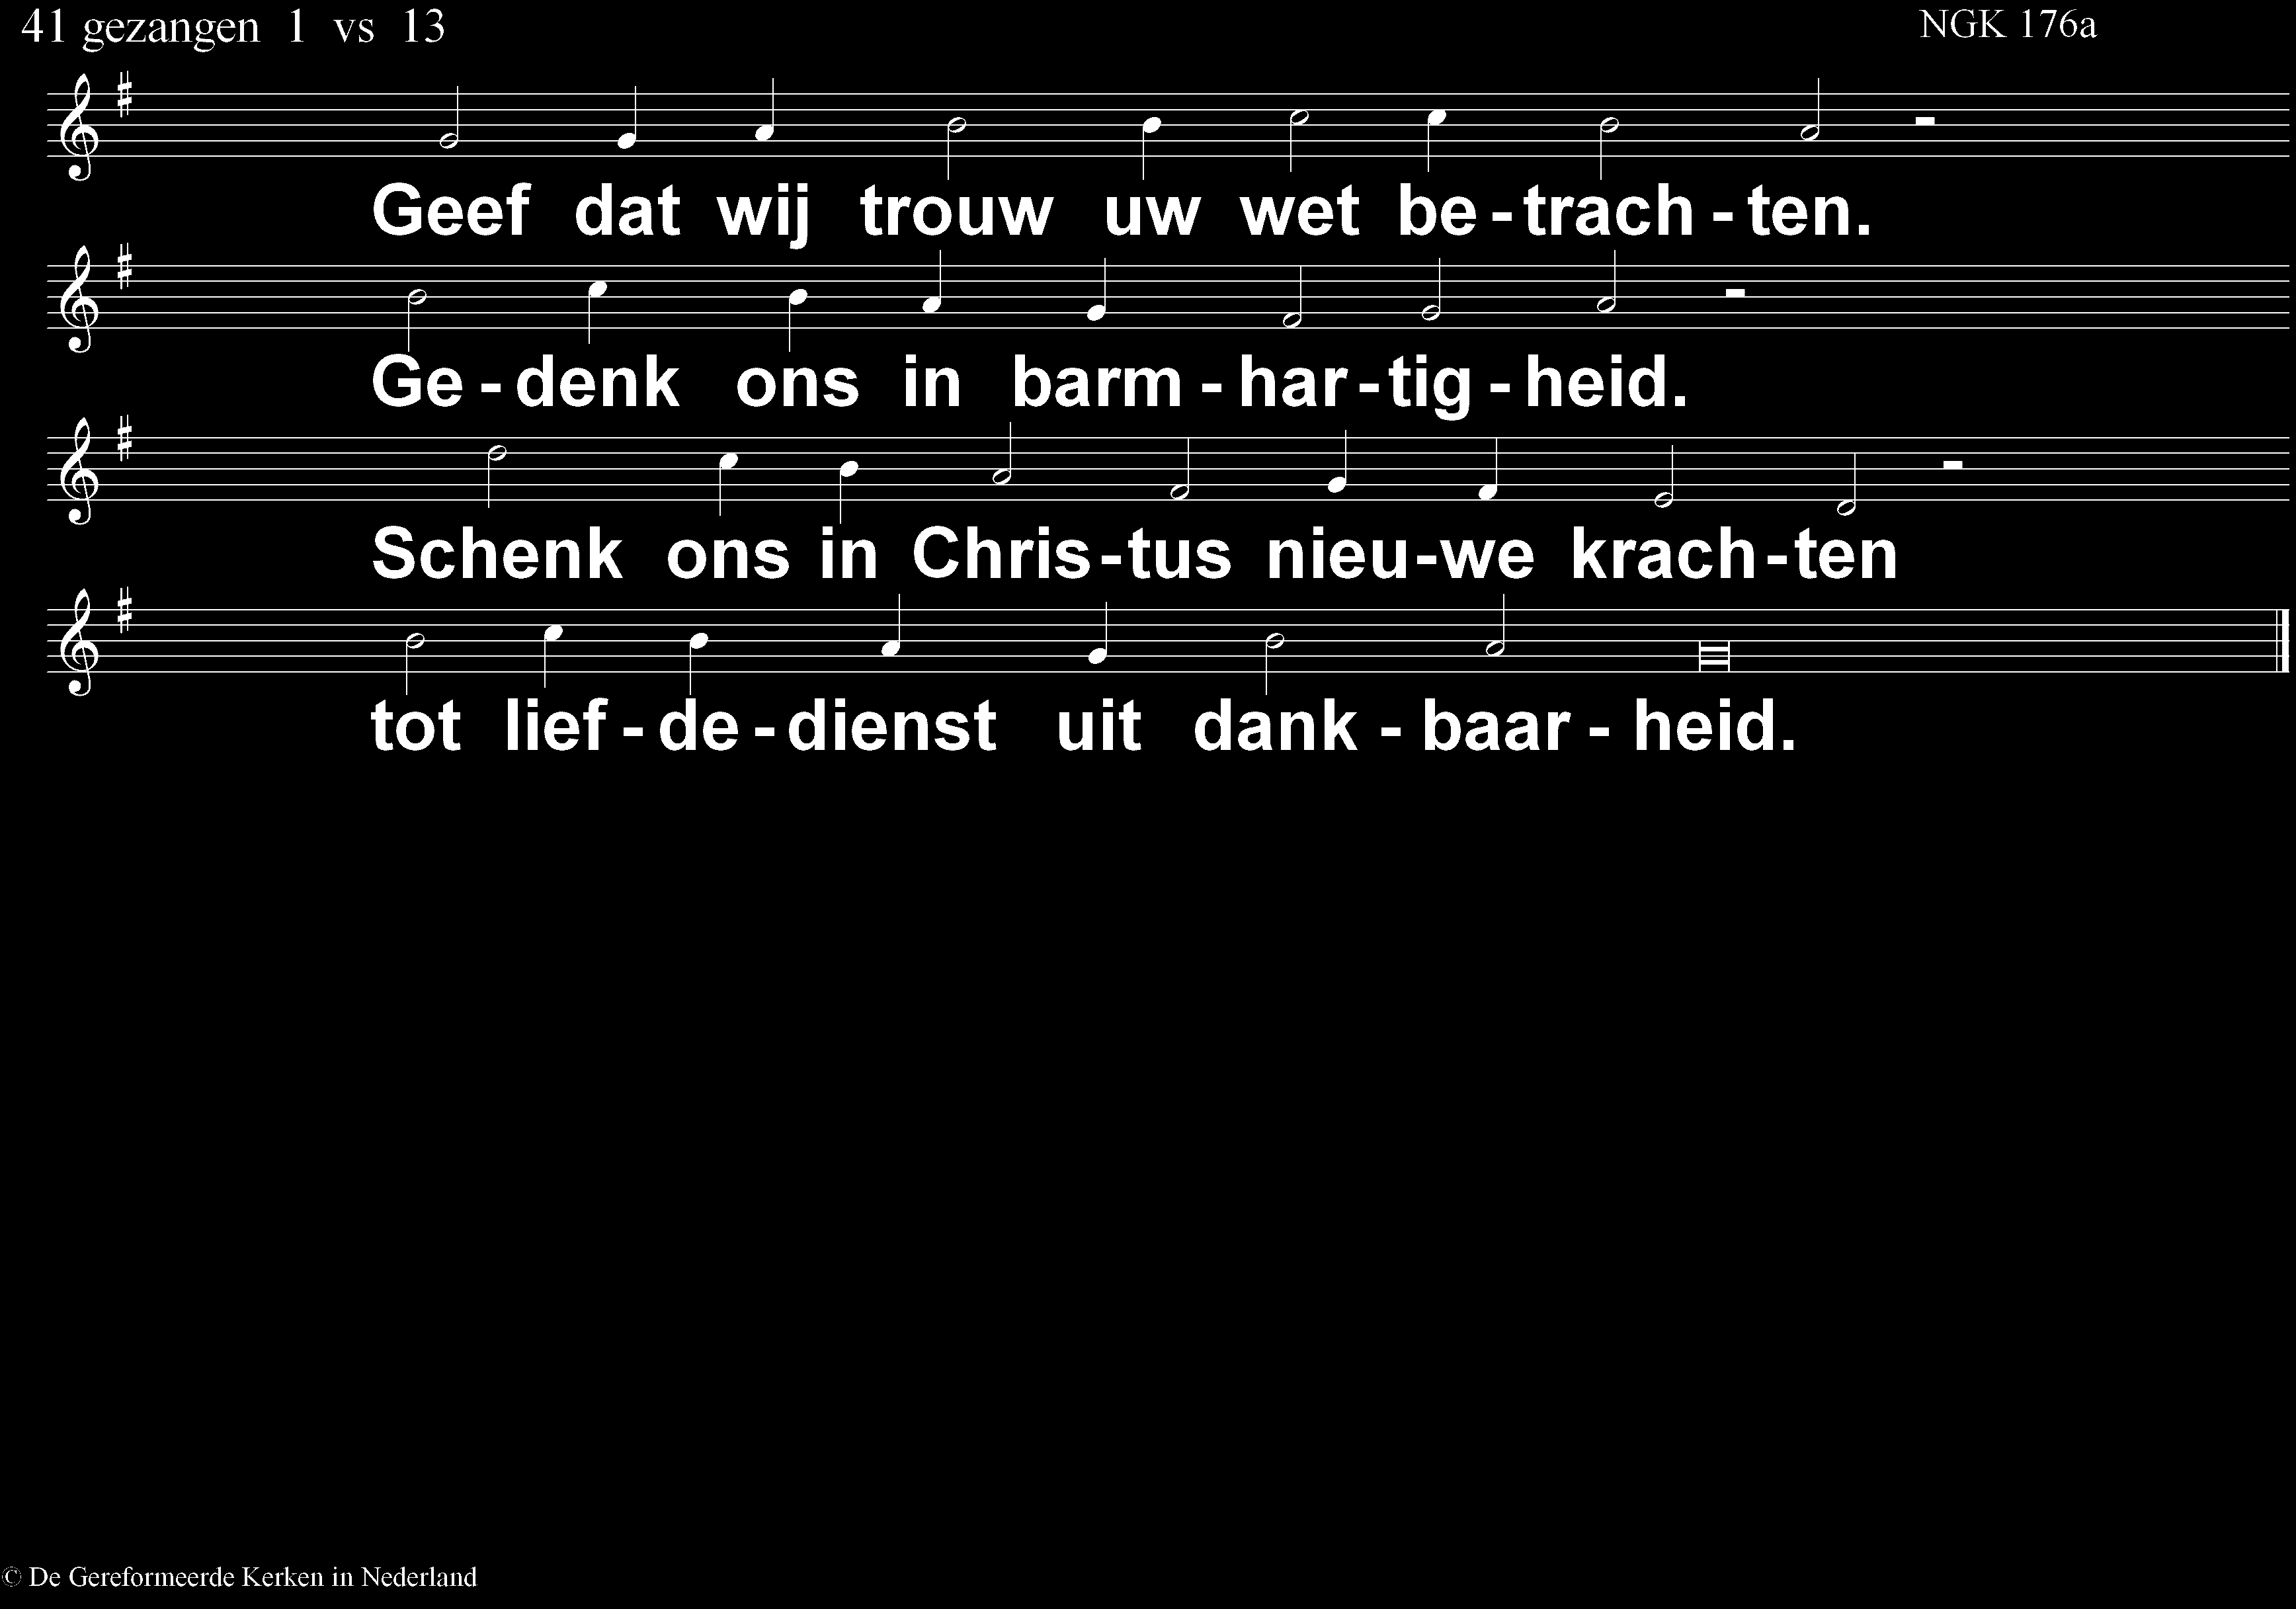 41 gezangen 1 vs 13 NGK 176a
Geef dat wij trouw uw wet be - trach - ten.
Ge - denk ons in barm - har - tig - heid.
Schenk ons in Chris - tus nieu - we krach - ten
tot lief - de - dienst uit dank - baar - heid.
© De Gereformeerde Kerken in Nederland